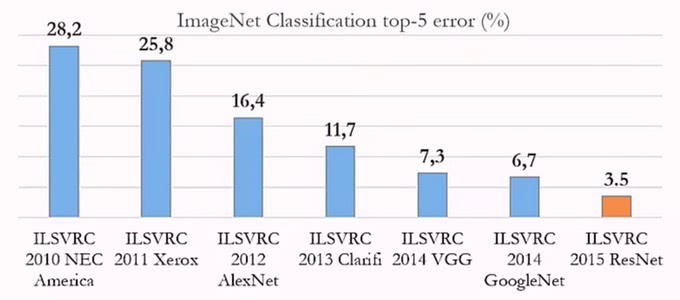 ImageNet Classification top-5 error (%)
28,2
25,8
16,4
11,7
7,3
6,7
3.5
ILSVRC
2010 NEC
America
ILSVRC
2011 Xerox
ILSVRC
2012
AlexNet
ILSVRC
2013 Clarifi
ILSVRC
2014 VGG
ILSVRC
2014
GoogleNet
ILSVRC
2015 ResNet